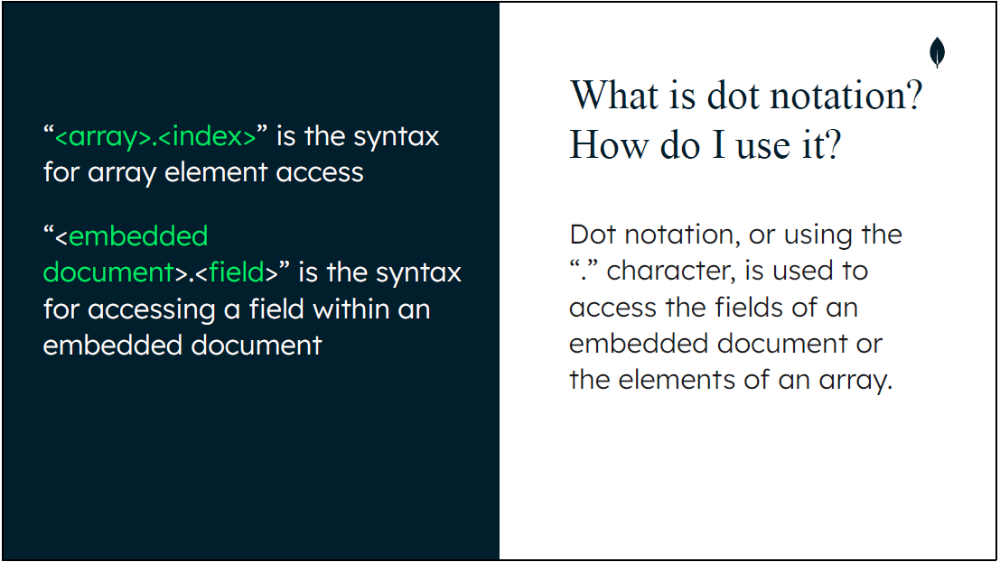 “<array>.<index>” is the syntax
for array element access
“<embedded
document>.<field>” is the syntax
for accessing a field within an
embedded document
What is dot notation?
How do I use it?
Dot notation, or using the
“.” character, is used to
access the fields of an
embedded document or
the elements of an array.